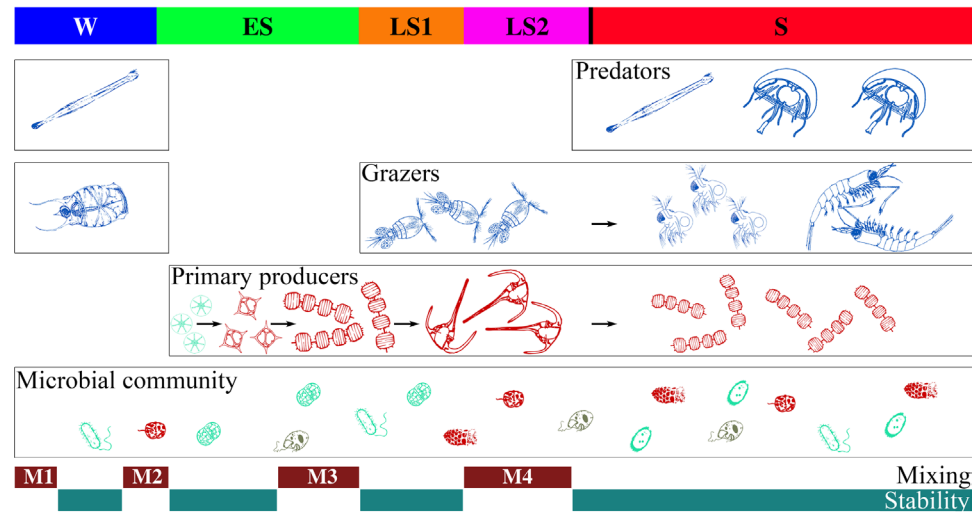 W ES LS1 LS2 S
Predators
Grazers
Primary producers
Microbial community
M1 M2 M3 M4 Mixing
Stability